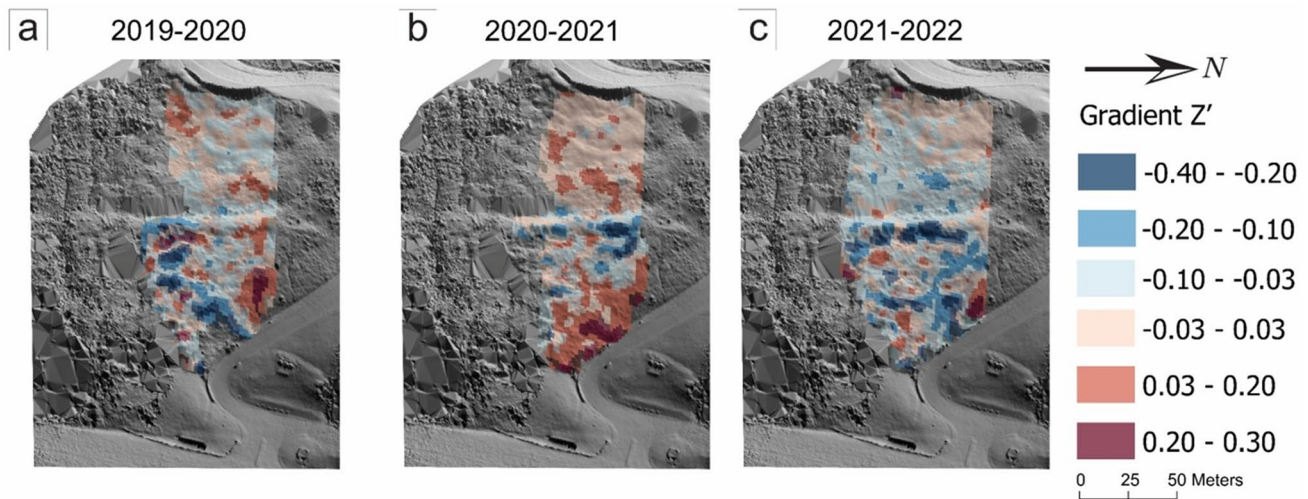 a 2019-2020
b 2020-2021
c 2021-2022
N
Gradient Z'
-0.40 - -0.20
-0.20 - -0.10
-0.10 - -0.03
-0.03 - 0.03
0.03 - 0.20
0.20 - 0.30
0 25 50 Meters